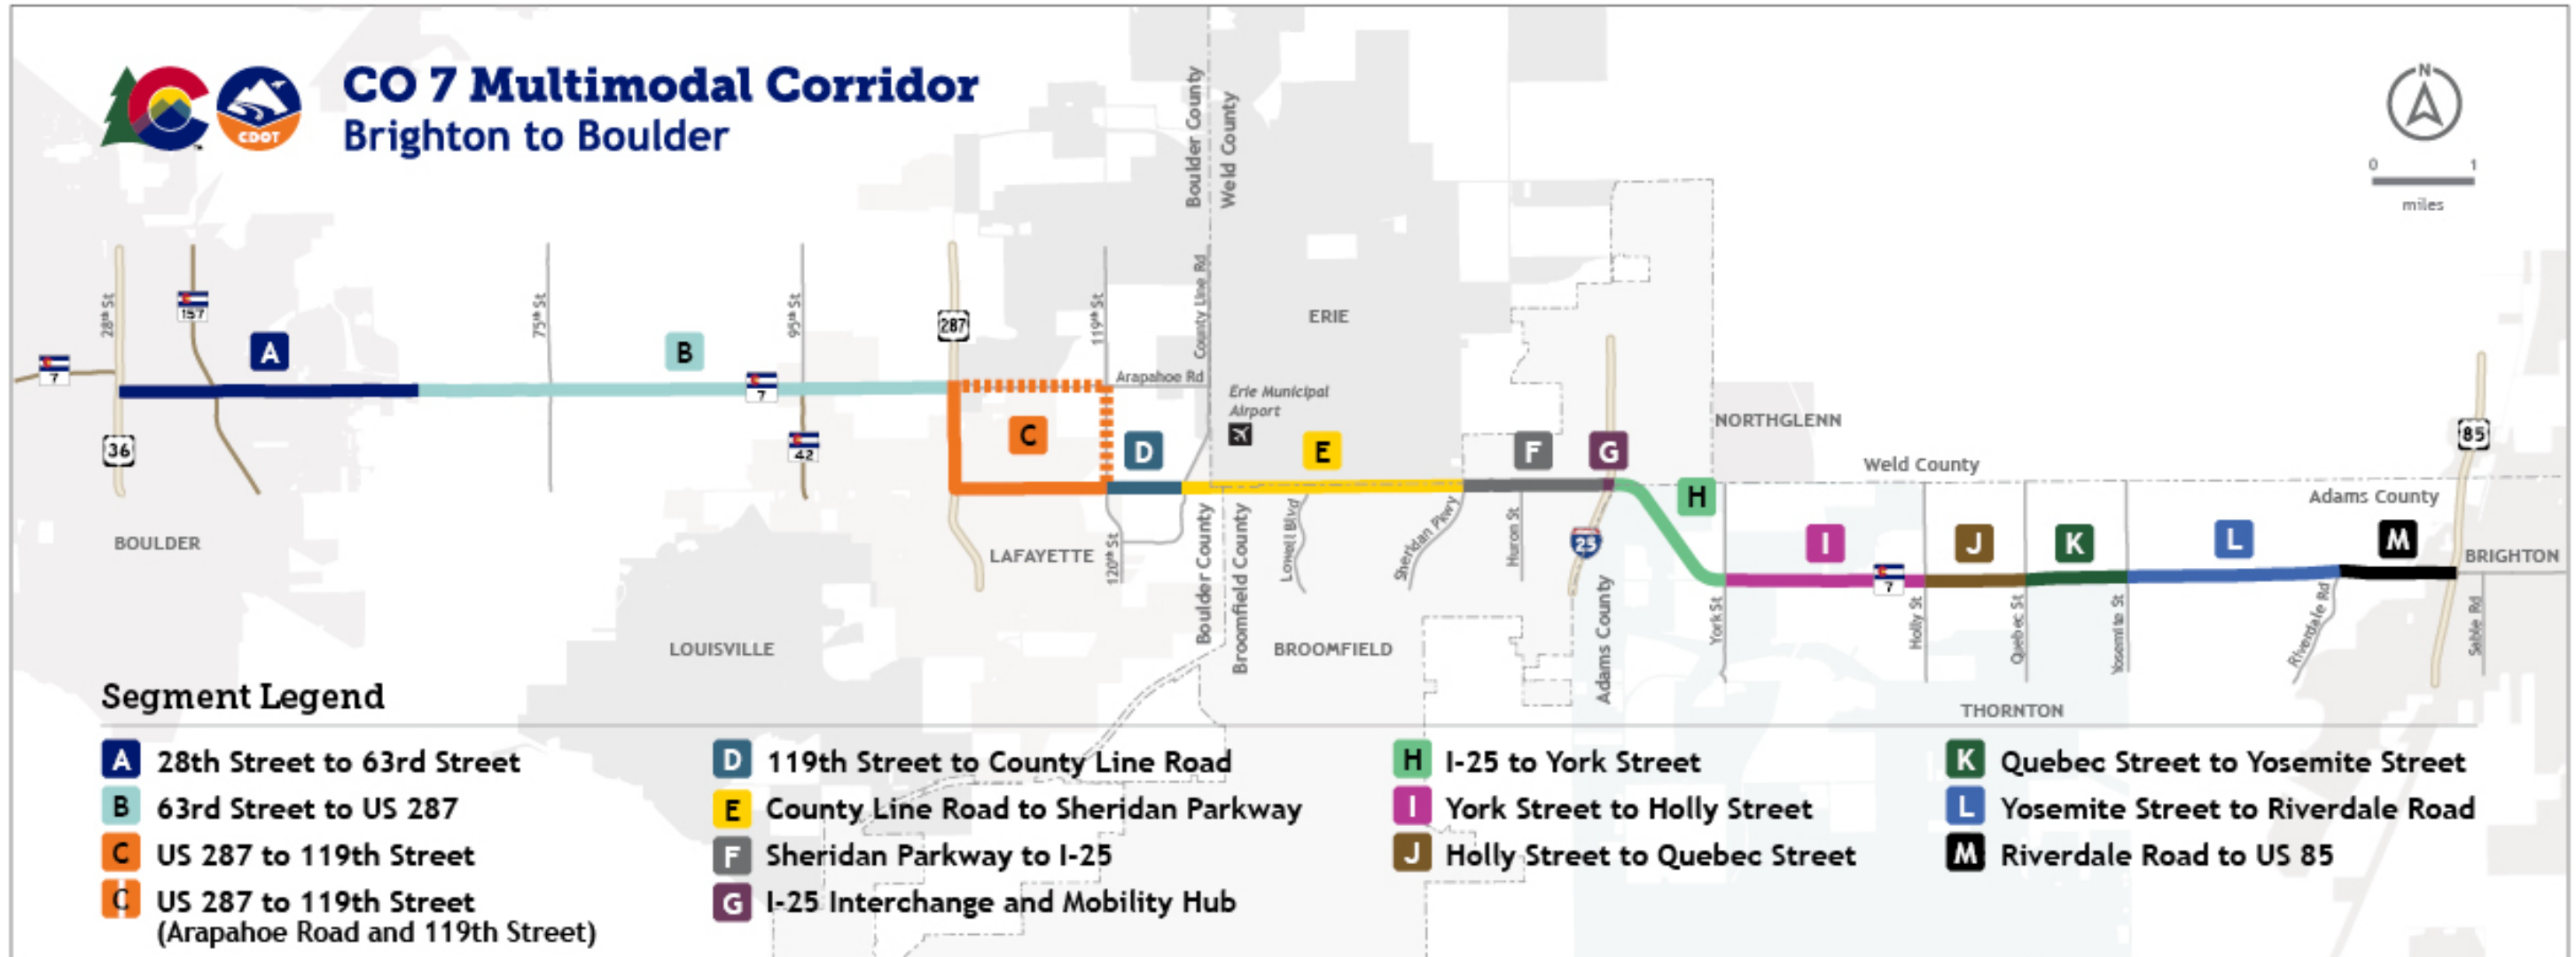 CO 7 Multimodal Corridor
Brighton to Boulder
CDOT
N
0 1
miles
Boulder County
Weld County
28th St
157
75th St
95th St
287
119th St
County Line Rd
ERIE
A
B
7
7
Arapahoe Rd
Erie Municipal
Airport
NORTHGLENN
36
42
C
D
E
F
G
H
Weld County
85
Adams County
BOULDER
LAFAYETTE
120th St
Boulder County
Broomfield County
Lowell Blvd
Sheridan Pkwy
Huron St
25
Adams County
I
J
K
L
M
BRIGHTON
7
York St
Holly St
Quebec St
Yosemite St
Riverdale Rd
Sable Rd
LOUISVILLE
BROOMFIELD
THORNTON
Segment Legend
A 28th Street to 63rd Street
B 63rd Street to US 287
C US 287 to 119th Street
C US 287 to 119th Street
(Arapahoe Road and 119th Street)
D 119th Street to County Line Road
E County Line Road to Sheridan Parkway
F Sheridan Parkway to I-25
G I-25 Interchange and Mobility Hub
H I-25 to York Street
I York Street to Holly Street
J Holly Street to Quebec Street
K Quebec Street to Yosemite Street
L Yosemite Street to Riverdale Road
M Riverdale Road to US 85